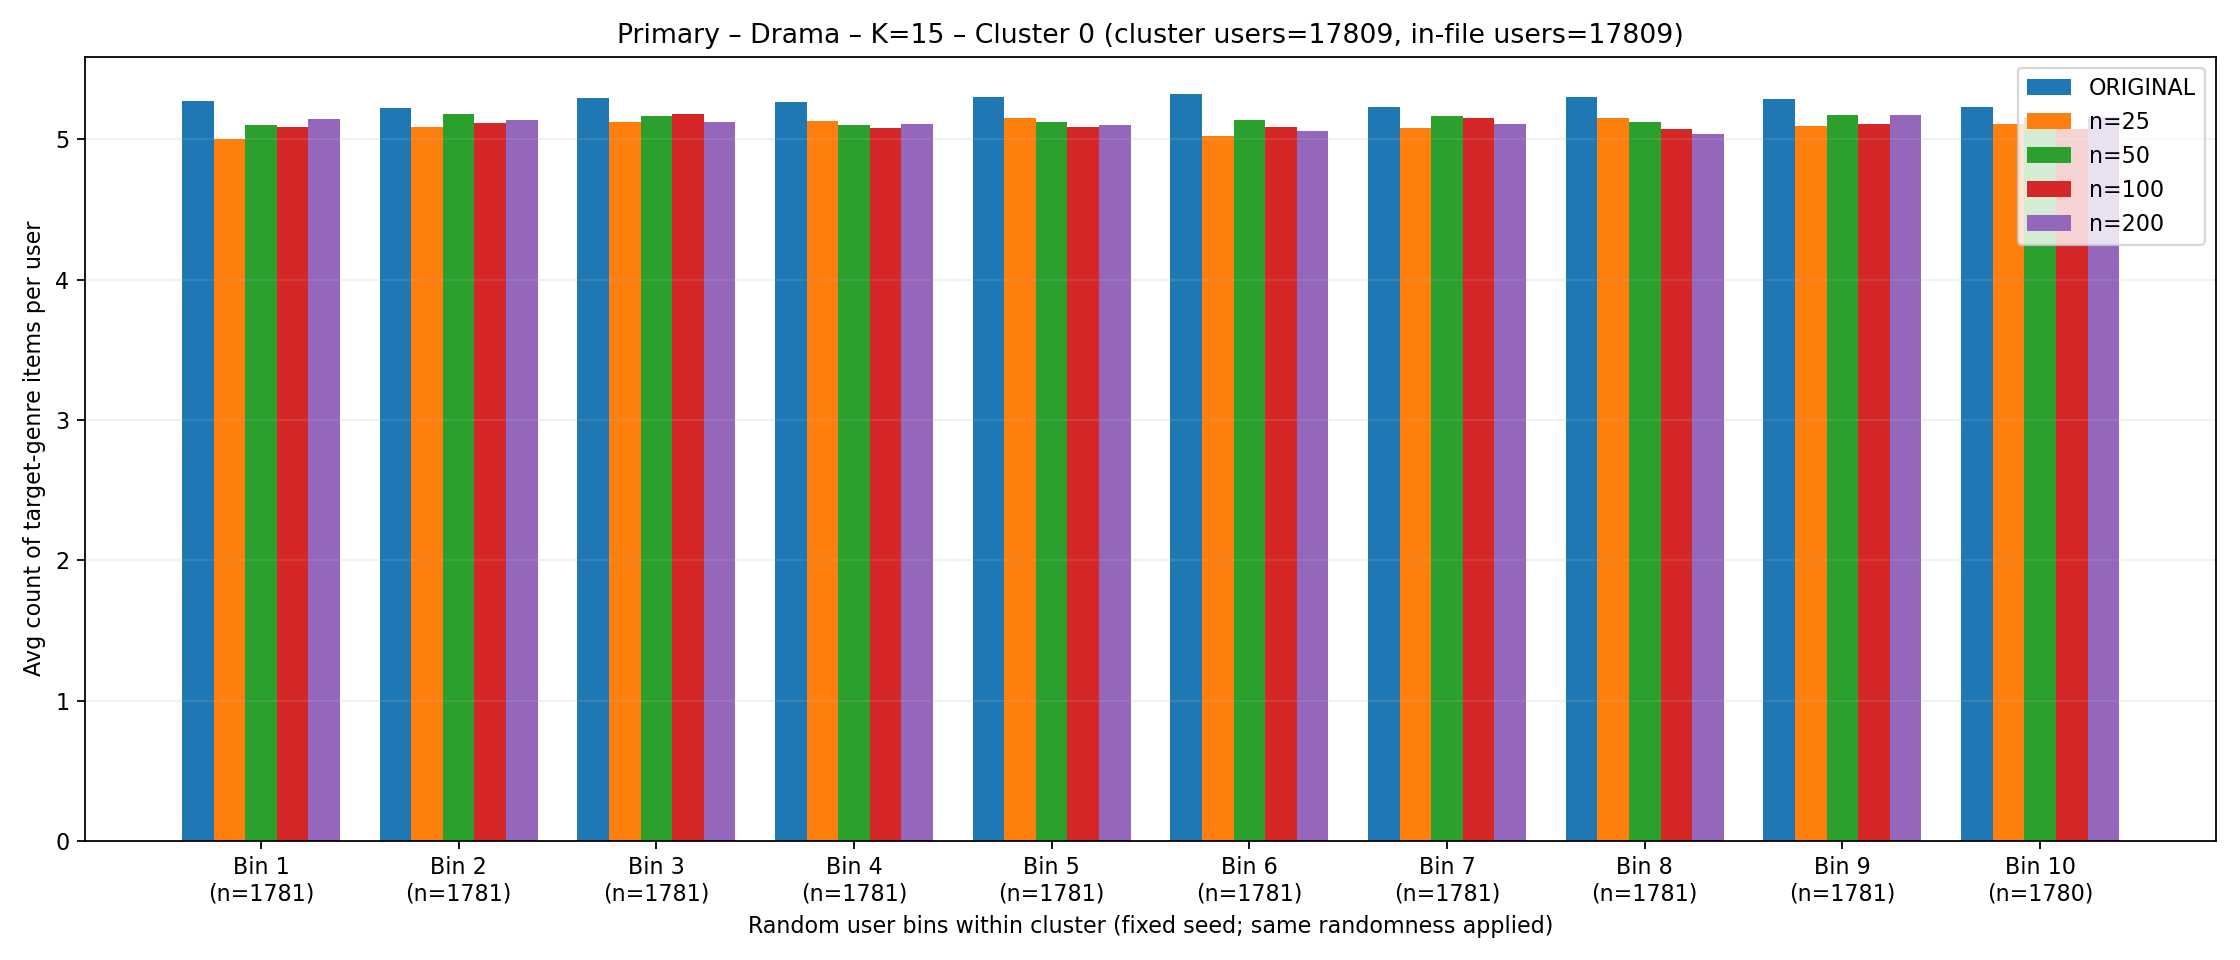 Primary – Drama – K=15 – Cluster 0 (cluster users=17809, in-file users=17809)
Avg count of target-genre items per user
5
4
3
2
1
0
ORIGINAL
n=25
n=50
n=100
n=200
Bin 1
(n=1781)
Bin 2
(n=1781)
Bin 3
(n=1781)
Bin 4
(n=1781)
Bin 5
(n=1781)
Bin 6
(n=1781)
Bin 7
(n=1781)
Bin 8
(n=1781)
Bin 9
(n=1781)
Bin 10
(n=1780)
Random user bins within cluster (fixed seed; same randomness applied)